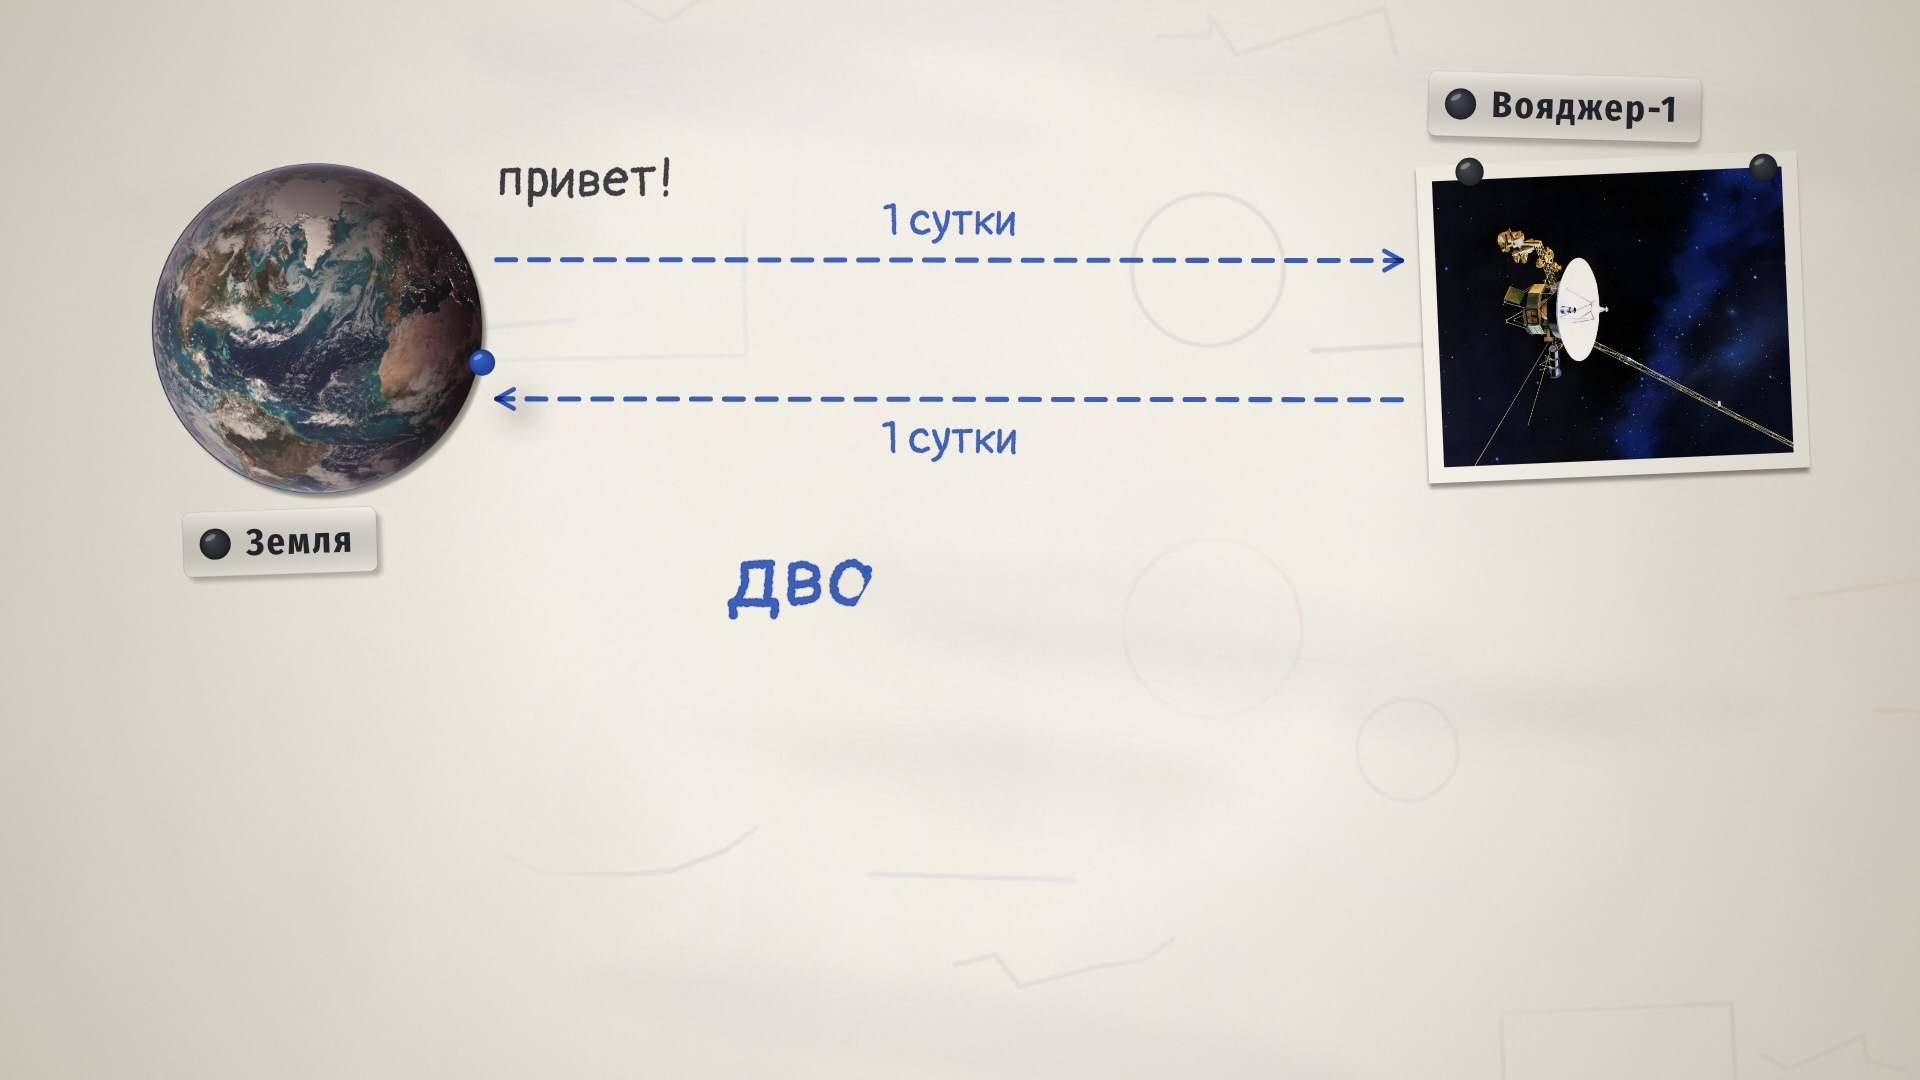 Вояджер-1
привет!
1 сутки
1 сутки
Земля
дво